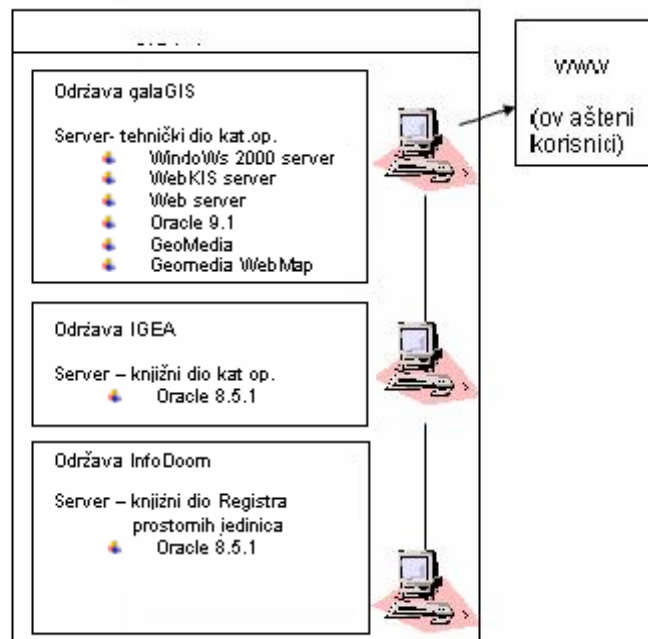 Održava galaGIS
Server- tehnički dio kat.op.
WindoWs 2000 server
WebKIS server
Web server
Oracle 9.1
GeoMedia
Geomedia WebMap
www
(ov ašteni
korisnici)
Održava IGEA
Server – knjižni dio kat op.
Oracle 8.5.1
Održava InfoDoom
Server – knjižni dio Registra
prostornih jedinica
Oracle 8.5.1